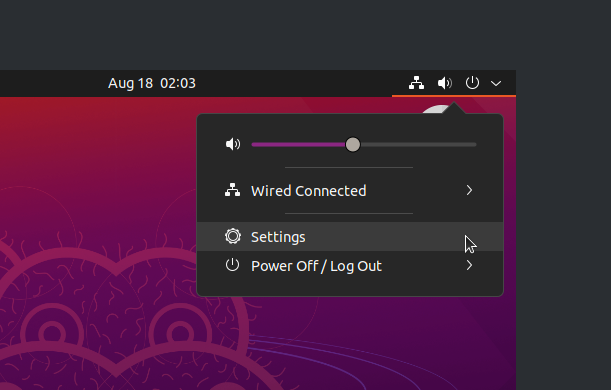 Aug 18 02:03
Wired Connected
Settings
Power Off / Log Out